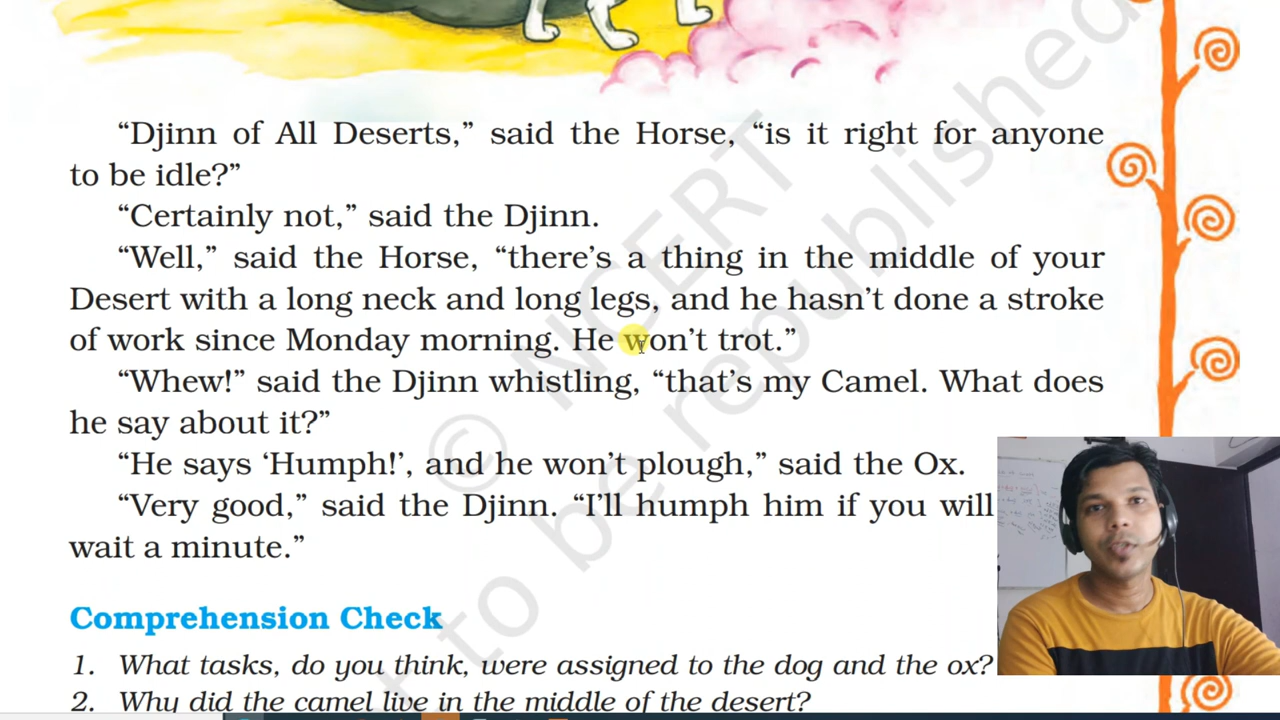 “Djinn of All Deserts,” said the Horse, “is it right for anyone
to be idle?”
“Certainly not,” said the Djinn.
“Well,” said the Horse, “there’s a thing in the middle of your
Desert with a long neck and long legs, and he hasn’t done a stroke
of work since Monday morning. He won’t trot.”
“Whew!” said the Djinn whistling, “that’s my Camel. What does
he say about it?”
“He says ‘Humph!’, and he won’t plough,” said the Ox.
“Very good,” said the Djinn. “I’ll humph him if you will
wait a minute.”
Comprehension Check
1. What tasks, do you think, were assigned to the dog and the ox?
2. Why did the camel live in the middle of the desert?
© NCERT
to be republished